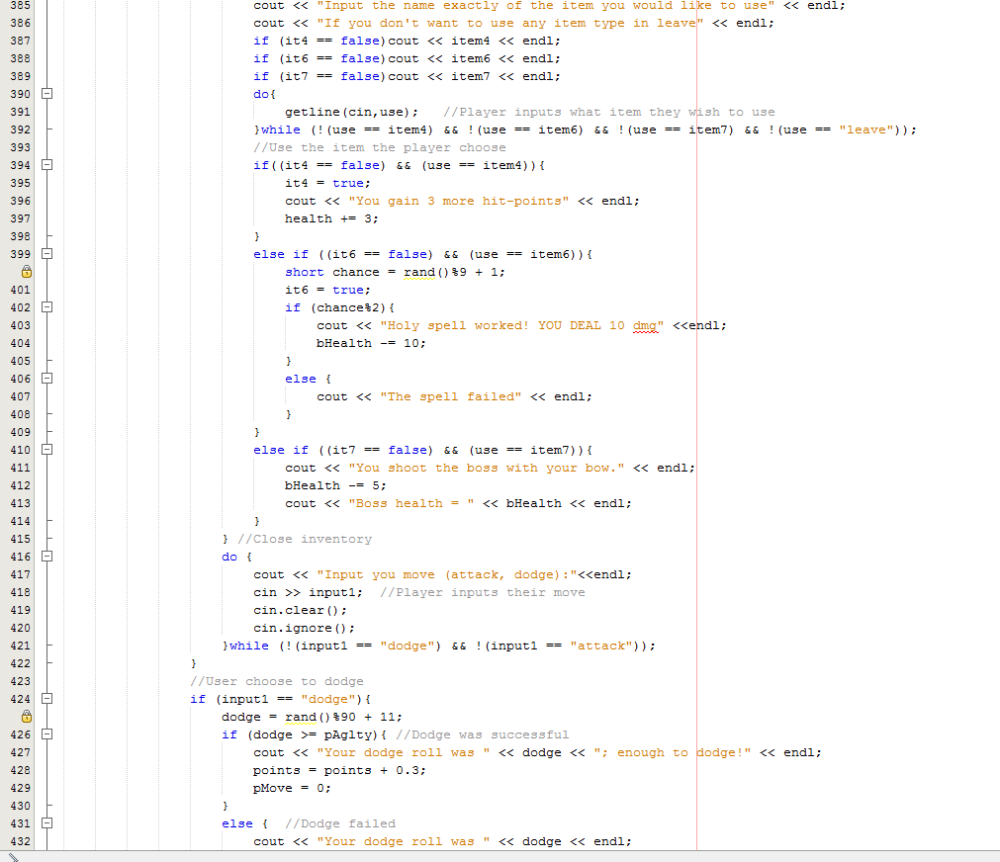 385 cout << "Input the name exactly of the item you would like to use" << endl;
386 cout << "If you don't want to use any item type in leave" << endl;
387 if (it4 == false)cout << item4 << endl;
388 if (it6 == false)cout << item6 << endl;
389 if (it7 == false)cout << item7 << endl;
390 do{
391 getline(cin,use); //Player inputs what item they wish to use
392 }while (!(use == item4) && !(use == item6) && !(use == item7) && !(use == "leave"));
393 //Use the item the player choose
394 if((it4 == false) && (use == item4)){
395 it4 = true;
396 cout << "You gain 3 more hit-points" << endl;
397 health += 3;
398 }
399 else if ((it6 == false) && (use == item6)){
short chance = rand()%9 + 1;
401 it6 = true;
402 if (chance%2){
403 cout << "Holy spell worked! YOU DEAL 10 dmg" <<endl;
404 bHealth -= 10;
405 }
406 else {
407 cout << "The spell failed" << endl;
408 }
409 }
410 else if ((it7 == false) && (use == item7)){
411 cout << "You shoot the boss with your bow." << endl;
412 bHealth -= 5;
413 cout << "Boss health = " << bHealth << endl;
414 }
415 } //Close inventory
416 do {
417 cout << "Input you move (attack, dodge):"<<endl;
418 cin >> input1; //Player inputs their move
419 cin.clear();
420 cin.ignore();
421 }while (!(input1 == "dodge") && !(input1 == "attack"));
422 }
423 //User choose to dodge
424 if (input1 == "dodge"){
dodge = rand()%90 + 11;
426 if (dodge >= pAglty){ //Dodge was successful
427 cout << "Your dodge roll was " << dodge << "; enough to dodge!" << endl;
428 points = points + 0.3;
429 pMove = 0;
430 }
431 else { //Dodge failed
432 cout << "Your dodge roll was " << dodge << endl;